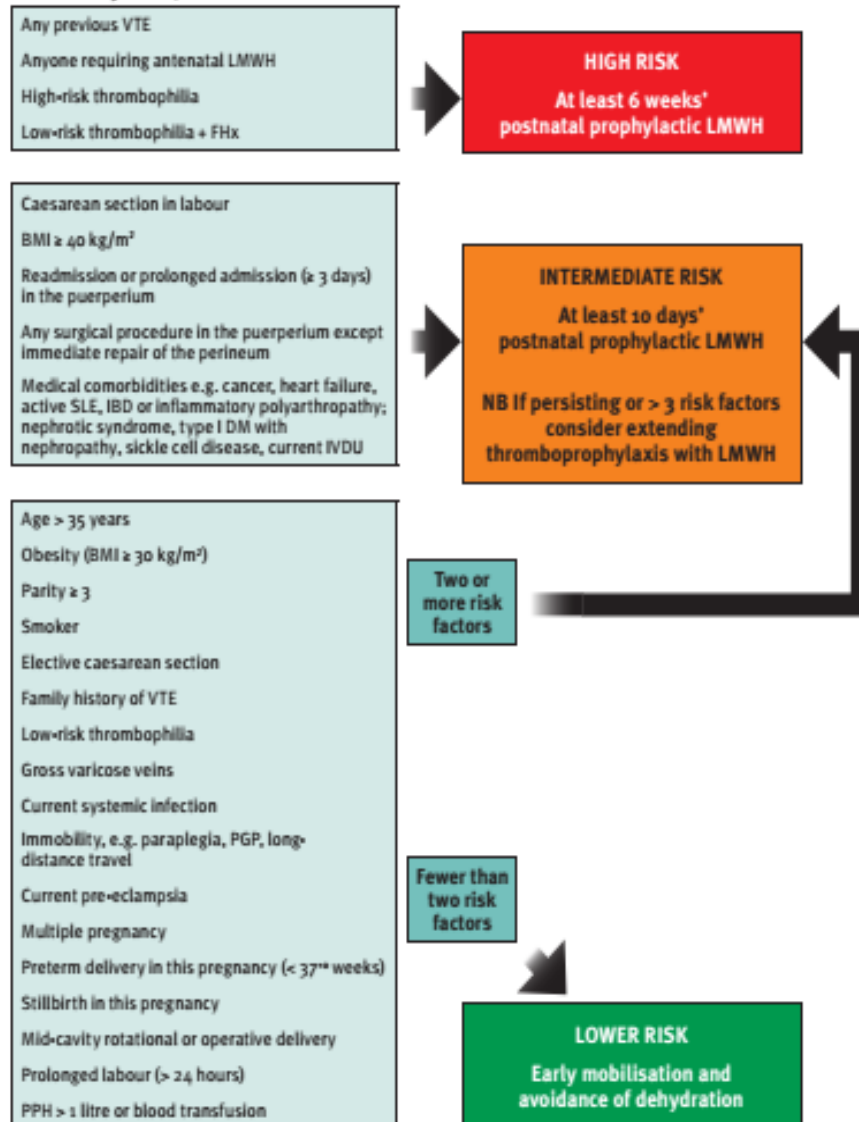 Any previous VTE
Anyone requiring antenatal LMWH
High-risk thrombophilia
Low-risk thrombophilia + FHx
HIGH RISK
At least 6 weeks'
postnatal prophylactic LMWH
Caesarean section in labour
BMI ≥ 40 kg/m²
Readmission or prolonged admission (≥ 3 days)
in the puerperium
Any surgical procedure in the puerperium except
immediate repair of the perineum
Medical comorbidities e.g. cancer, heart failure,
active SLE, IBD or inflammatory polyarthropathy;
nephrotic syndrome, type I DM with
nephropathy, sickle cell disease, current IVDU
INTERMEDIATE RISK
At least 10 days'
postnatal prophylactic LMWH
NB If persisting or > 3 risk factors
consider extending
thromboprophylaxis with LMWH
Age > 35 years
Obesity (BMI ≥ 30 kg/m²)
Parity ≥ 3
Smoker
Elective caesarean section
Family history of VTE
Low-risk thrombophilia
Gross varicose veins
Current systemic infection
Immobility, e.g. paraplegia, PGP, long-
distance travel
Current pre-eclampsia
Multiple pregnancy
Preterm delivery in this pregnancy (< 37⁺⁰ weeks)
Stillbirth in this pregnancy
Mid-cavity rotational or operative delivery
Prolonged labour (> 24 hours)
PPH > 1 litre or blood transfusion
Two or
more risk
factors
Fewer than
two risk
factors
LOWER RISK
Early mobilisation and
avoidance of dehydration